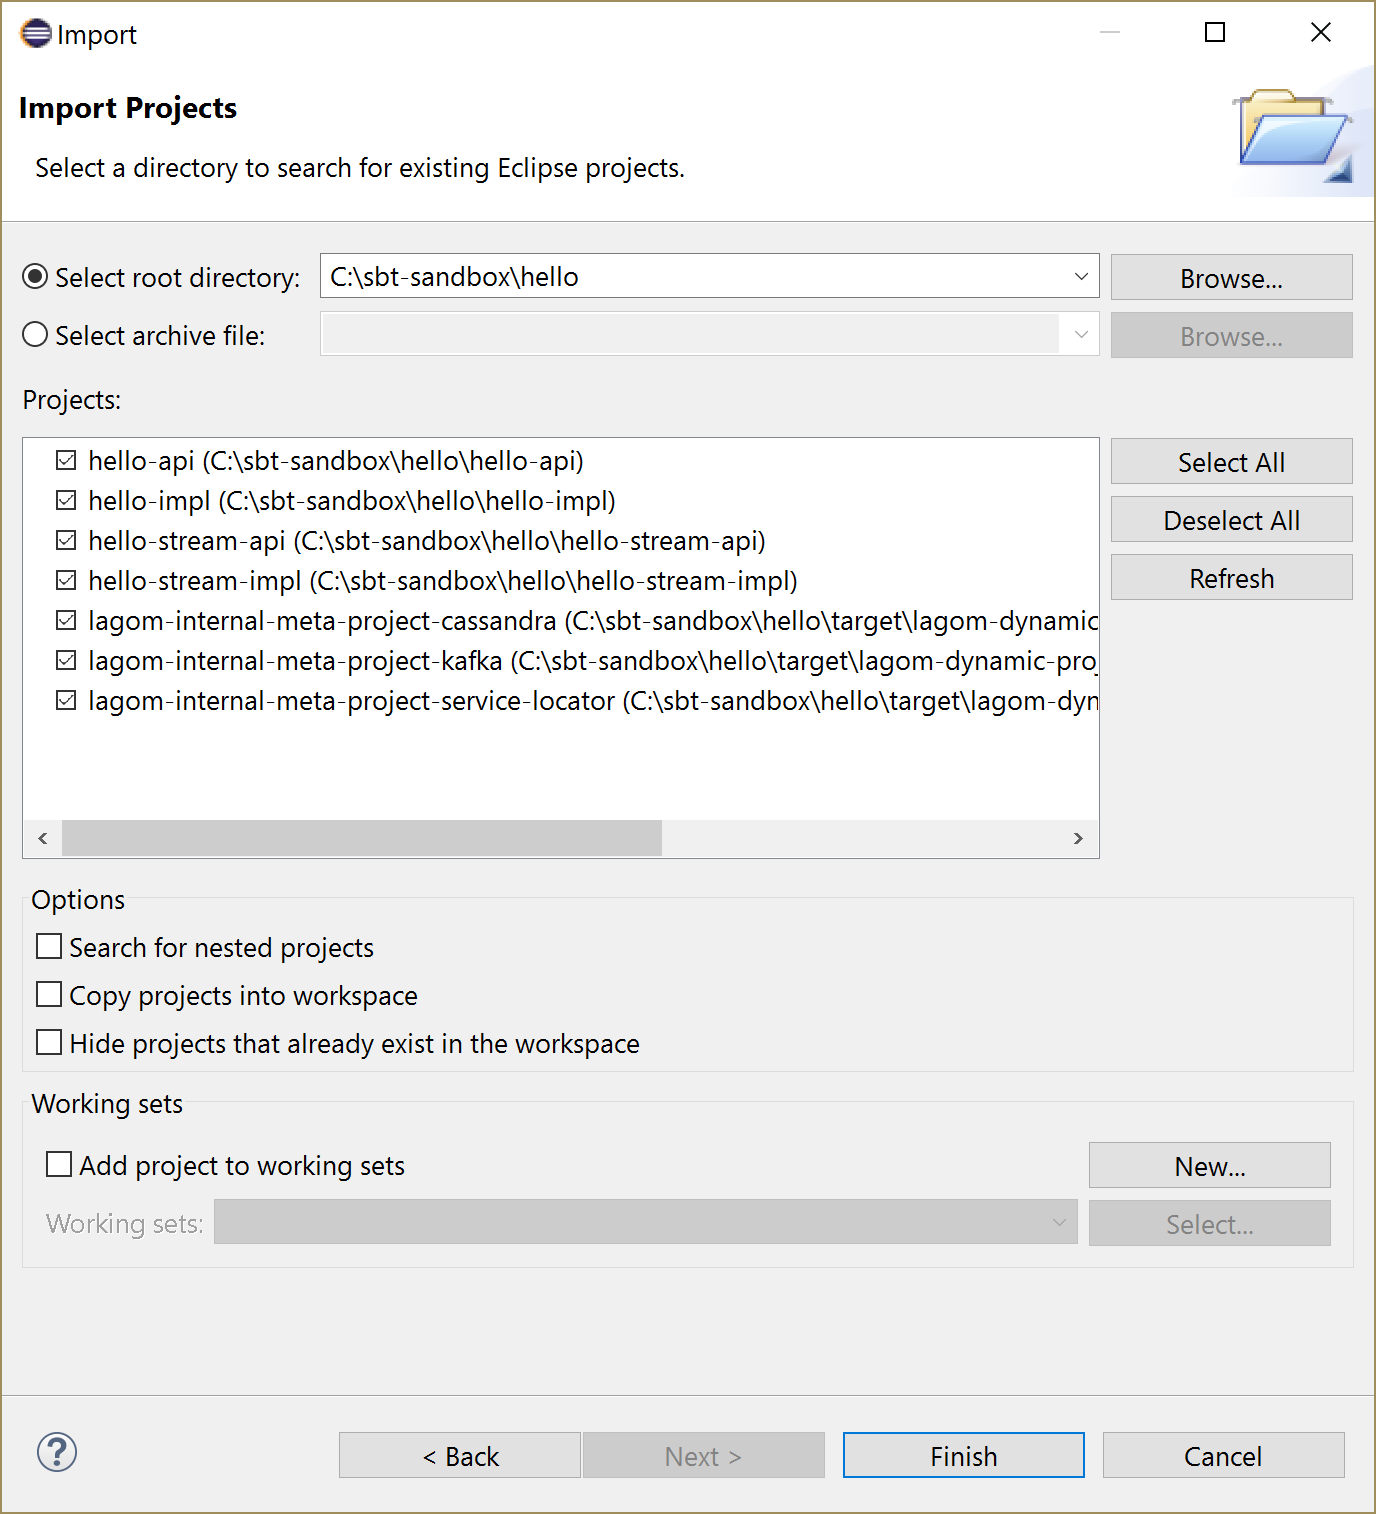 Import
Import Projects
Select a directory to search for existing Eclipse projects.
Select root directory: C:\sbt-sandbox\hello Browse...
Select archive file: Browse...
Projects:
hello-api (C:\sbt-sandbox\hello\hello-api)
hello-impl (C:\sbt-sandbox\hello\hello-impl)
hello-stream-api (C:\sbt-sandbox\hello\hello-stream-api)
hello-stream-impl (C:\sbt-sandbox\hello\hello-stream-impl)
lagom-internal-meta-project-cassandra (C:\sbt-sandbox\hello\target\lagom-dynamic
lagom-internal-meta-project-kafka (C:\sbt-sandbox\hello\target\lagom-dynamic-proj
lagom-internal-meta-project-service-locator (C:\sbt-sandbox\hello\target\lagom-dyn
Select All
Deselect All
Refresh
Options
Search for nested projects
Copy projects into workspace
Hide projects that already exist in the workspace
Working sets
Add project to working sets New...
Working sets: Select...
? < Back Next > Finish Cancel